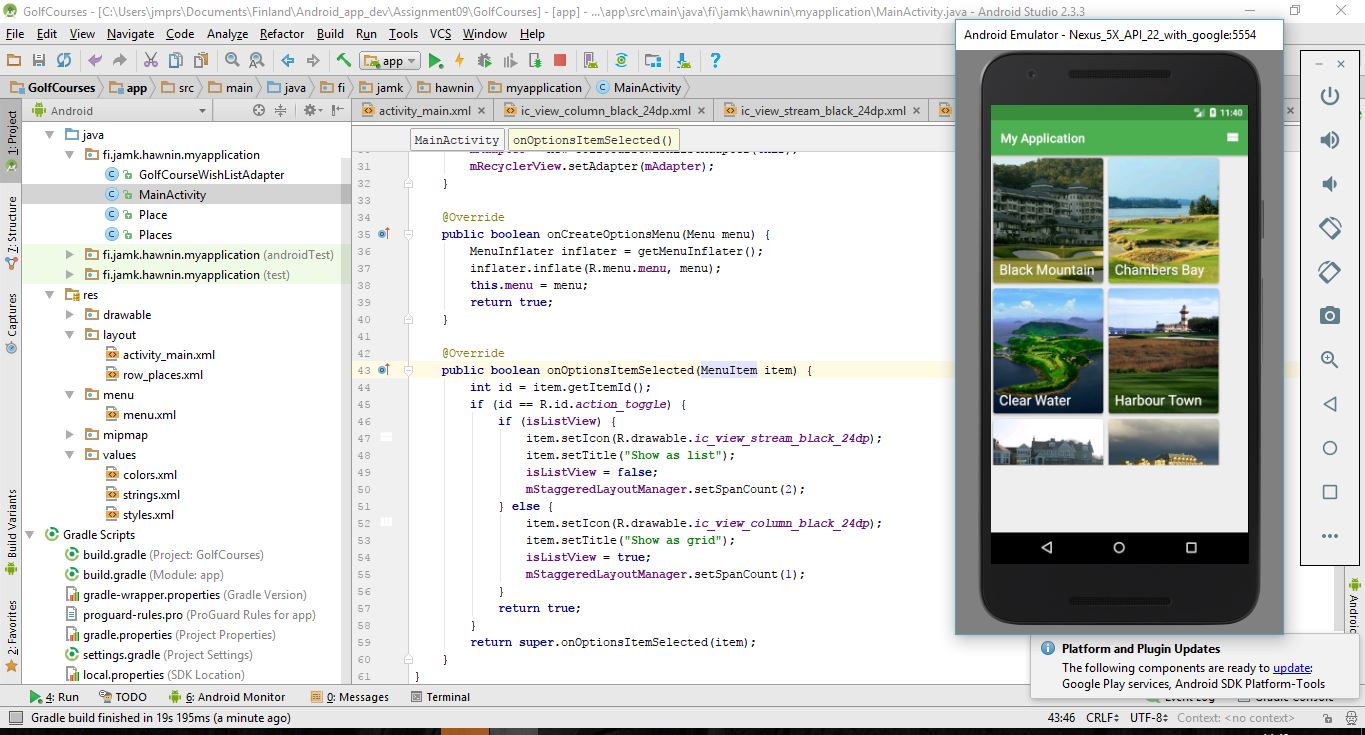 GolfCourses - [C:\Users\jmprs\Documents\Finland\Android_app_dev\Assignment09\GolfCourses] - [app] - ...\app\src\main\java\fi\jamk\hawnin\myapplication\MainActivity.java - Android Studio 2.3.3
File Edit View Navigate Code Analyze Refactor Build Run Tools VCS Window Help
app
GolfCourses app src main java fi jamk hawnin myapplication MainActivity
Android
activity_main.xml ic_view_column_black_24dp.xml ic_view_stream_black_24dp.xml
1: Project
7: Structure
Captures
Build Variants
2: Favorites
java
fi.jamk.hawnin.myapplication
GolfCourseWishListAdapter
MainActivity
Place
Places
fi.jamk.hawnin.myapplication (androidTest)
fi.jamk.hawnin.myapplication (test)
res
drawable
layout
activity_main.xml
row_places.xml
menu
menu.xml
mipmap
values
colors.xml
strings.xml
styles.xml
Gradle Scripts
build.gradle (Project: GolfCourses)
build.gradle (Module: app)
gradle-wrapper.properties (Gradle Version)
proguard-rules.pro (ProGuard Rules for app)
gradle.properties (Project Properties)
settings.gradle (Project Settings)
local.properties (SDK Location)
MainActivity onOptionsItemSelected()
31 mRecyclerView.setAdapter(mAdapter);
32 }
33
34 @Override
35 public boolean onCreateOptionsMenu(Menu menu) {
36 MenuInflater inflater = getMenuInflater();
37 inflater.inflate(R.menu.menu, menu);
38 this.menu = menu;
39 return true;
40 }
41
42 @Override
43 public boolean onOptionsItemSelected(MenuItem item) {
44 int id = item.getItemId();
45 if (id == R.id.action_toggle) {
46 if (isListView) {
47 item.setIcon(R.drawable.ic_view_stream_black_24dp);
48 item.setTitle("Show as list");
49 isListView = false;
50 mStaggeredLayoutManager.setSpanCount(2);
51 } else {
52 item.setIcon(R.drawable.ic_view_column_black_24dp);
53 item.setTitle("Show as grid");
54 isListView = true;
55 mStaggeredLayoutManager.setSpanCount(1);
56 }
57 return true;
58 }
59 return super.onOptionsItemSelected(item);
60 }
61 }
Android Emulator - Nexus_5X_API_22_with_google:5554
11:40
My Application
Black Mountain Chambers Bay
Clear Water Harbour Town
Platform and Plugin Updates
The following components are ready to update:
Google Play services, Android SDK Platform-Tools
4: Run TODO 6: Android Monitor 0: Messages Terminal
Gradle build finished in 19s 195ms (a minute ago)
43:46 CRLF UTF-8 Context: <no context>